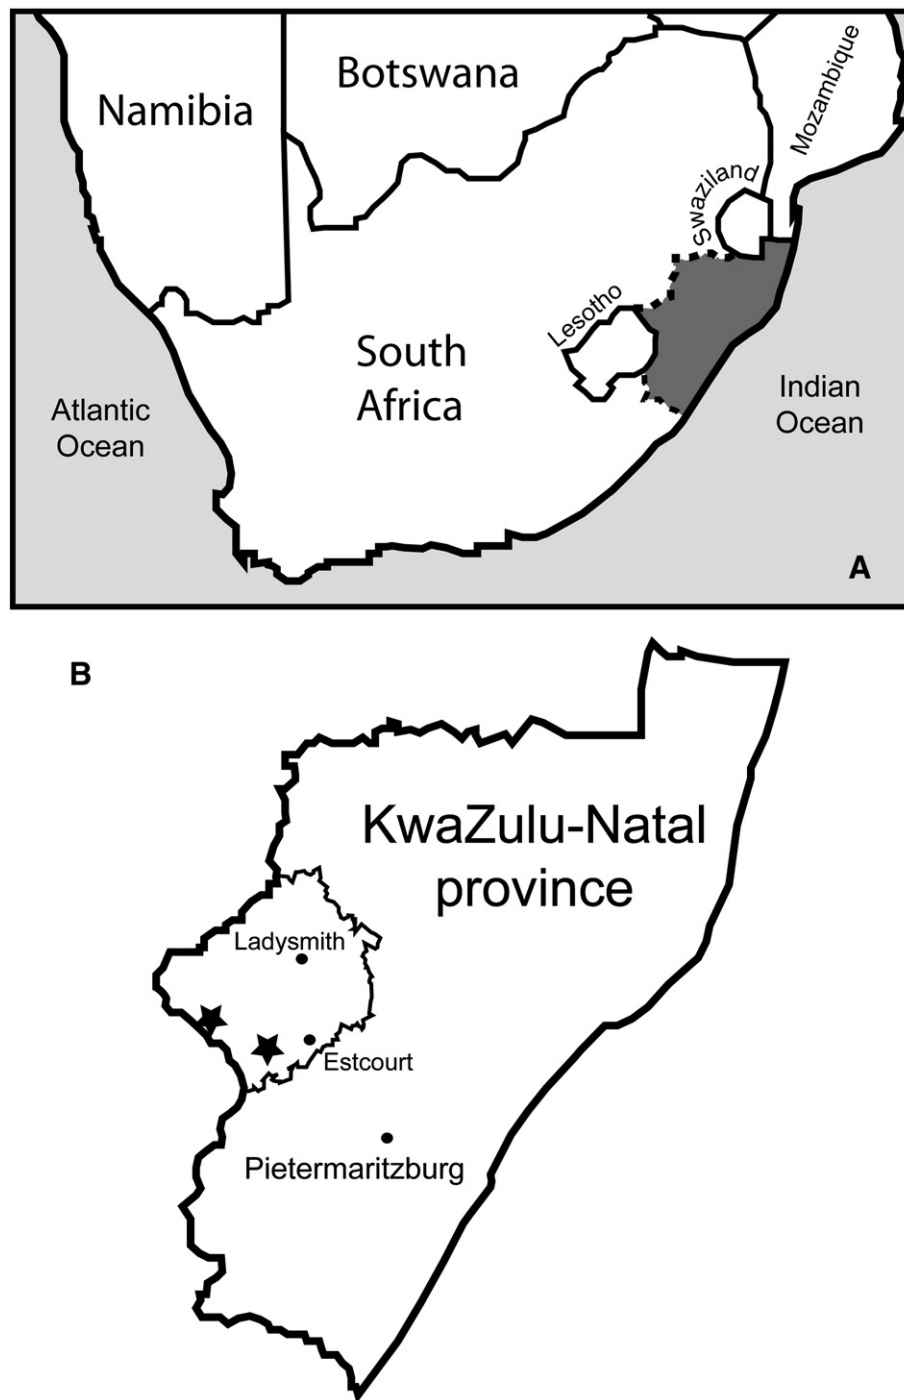 Namibia
Botswana
Mozambique
Swaziland
Lesotho
South
Africa
Atlantic
Ocean
Indian
Ocean
A
B
KwaZulu-Natal
province
Ladysmith
Estcourt
Pietermaritzburg